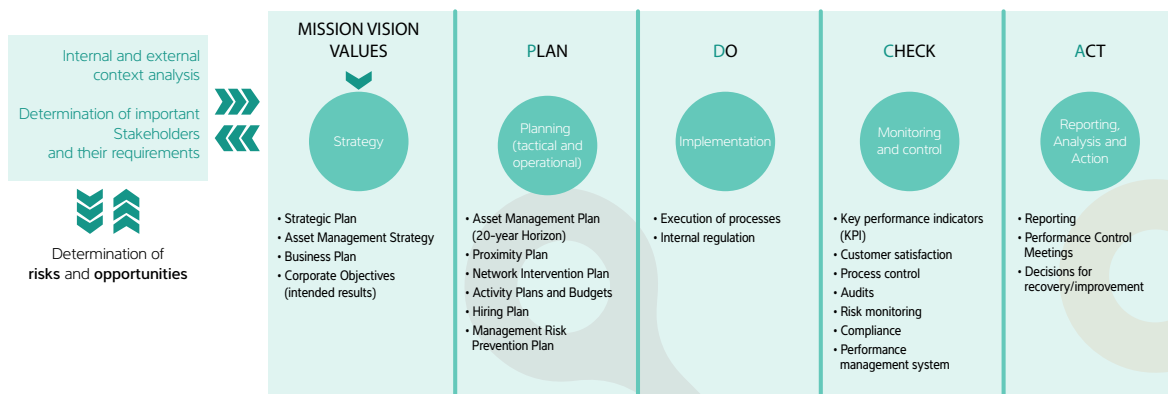 Internal and external
context analysis
Determination of important
Stakeholders
and their requirements
Determination of
risks and opportunities
MISSION VISION
VALUES
Strategy
• Strategic Plan
• Asset Management Strategy
• Business Plan
• Corporate Objectives
(intended results)
PLAN
Planning
(tactical and
operational)
• Asset Management Plan
(20-year Horizon)
• Proximity Plan
• Network Intervention Plan
• Activity Plans and Budgets
• Hiring Plan
• Management Risk
Prevention Plan
DO
Implementation
• Execution of processes
• Internal regulation
CHECK
Monitoring
and control
• Key performance indicators
(KPI)
• Customer satisfaction
• Process control
• Audits
• Risk monitoring
• Compliance
• Performance
management system
ACT
Reporting,
Analysis and
Action
• Reporting
• Performance Control
Meetings
• Decisions for
recovery/improvement